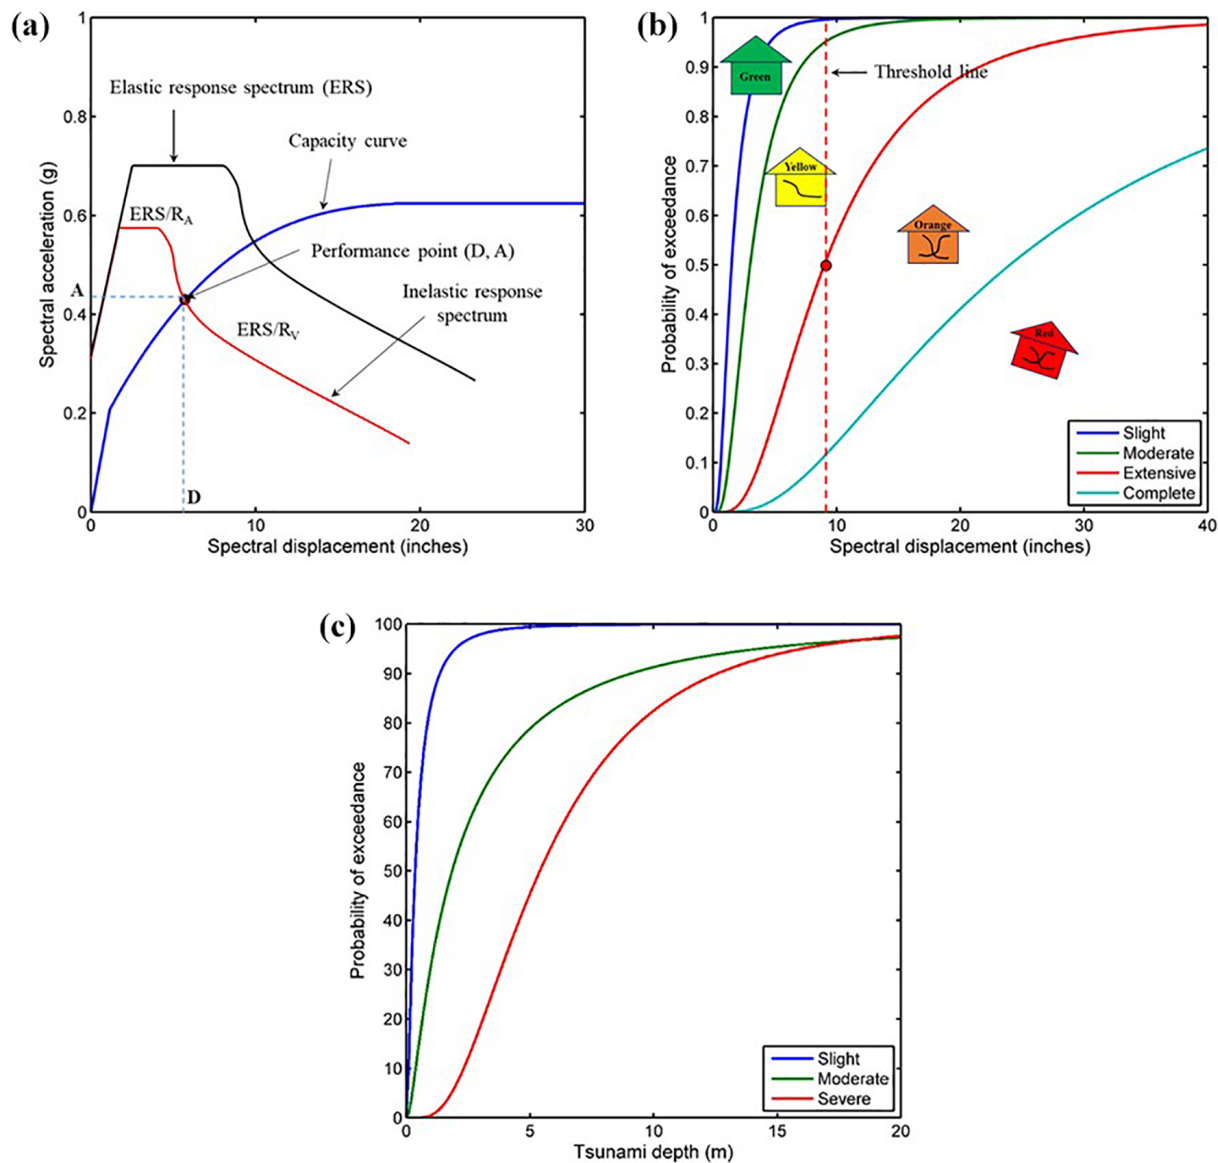 (a)
Spectral acceleration (g)
1
0.8
0.6
0.4
0.2
0
A
Elastic response spectrum (ERS)
Capacity curve
ERS/RA
Performance point (D, A)
Inelastic response
spectrum
ERS/RV
D
0 10 20 30
Spectral displacement (inches)
(b)
Probability of exceedance
1
0.9
0.8
0.7
0.6
0.5
0.4
0.3
0.2
0.1
0
Green
Threshold line
Yellow
Orange
Red
Slight
Moderate
Extensive
Complete
0 10 20 30 40
Spectral displacement (inches)
(c)
Probability of exceedance
100
90
80
70
60
50
40
30
20
10
0
Slight
Moderate
Severe
0 5 10 15 20
Tsunami depth (m)